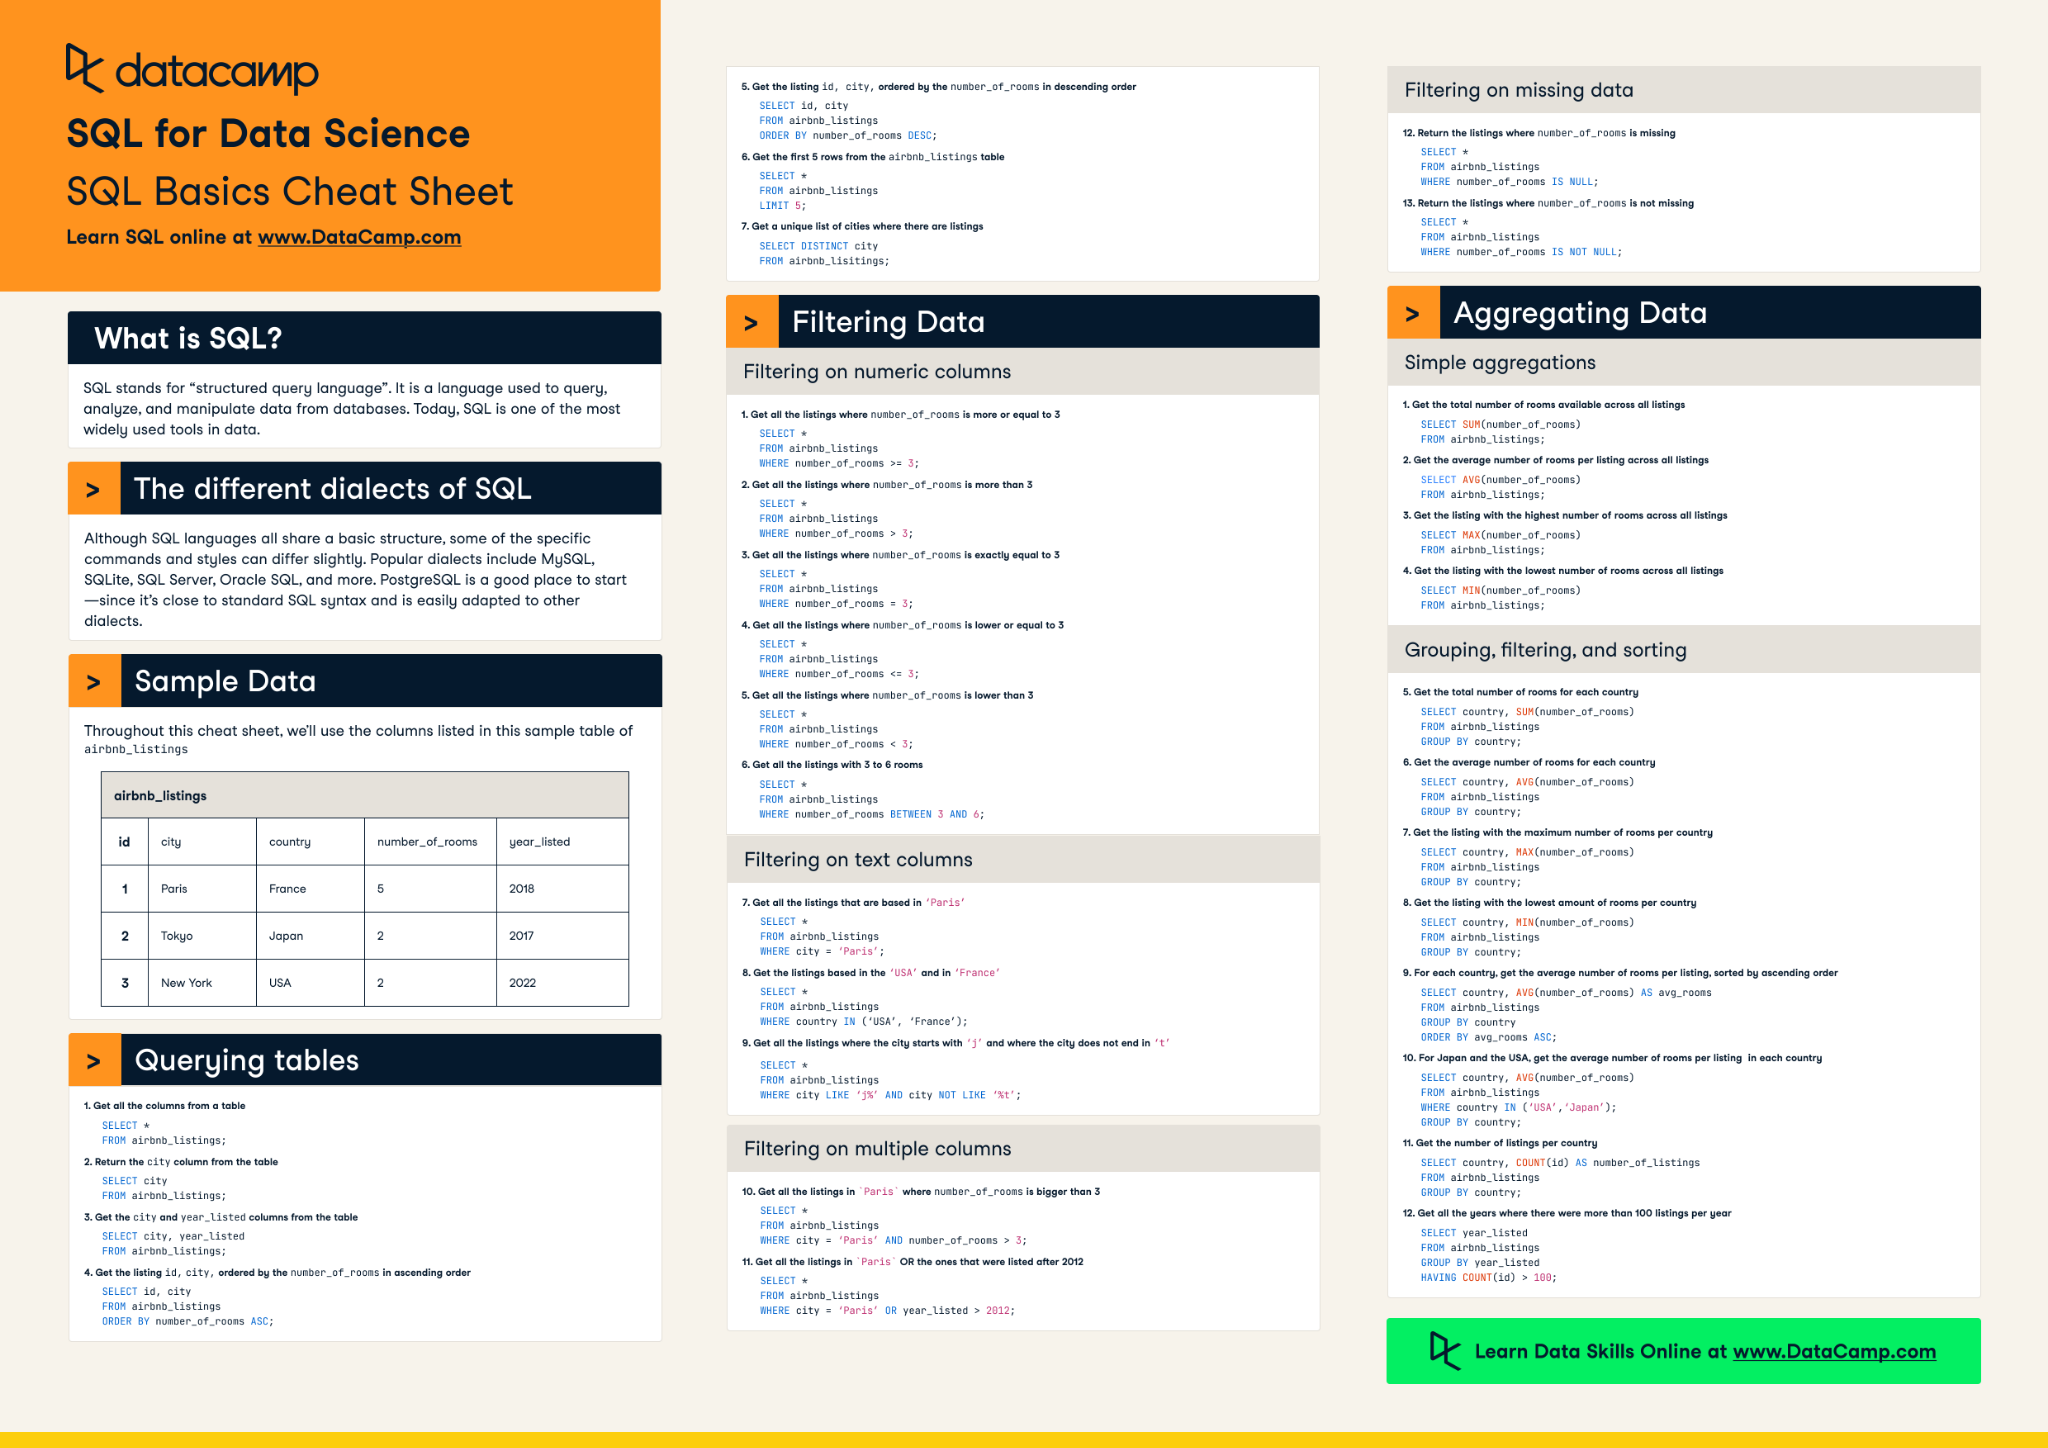 datacamp
SQL for Data Science
SQL Basics Cheat Sheet
Learn SQL online at www.DataCamp.com
What is SQL?
SQL stands for “structured query language”. It is a language used to query,
analyze, and manipulate data from databases. Today, SQL is one of the most
widely used tools in data.
> The different dialects of SQL
Although SQL languages all share a basic structure, some of the specific
commands and styles can differ slightly. Popular dialects include MySQL,
SQLite, SQL Server, Oracle SQL, and more. PostgreSQL is a good place to start
—since it’s close to standard SQL syntax and is easily adapted to other
dialects.
> Sample Data
Throughout this cheat sheet, we’ll use the columns listed in this sample table of
airbnb_listings
airbnb_listings
id city country number_of_rooms year_listed
1 Paris France 5 2018
2 Tokyo Japan 2 2017
3 New York USA 2 2022
> Querying tables
1. Get all the columns from a table
SELECT *
FROM airbnb_listings;
2. Return the city column from the table
SELECT city
FROM airbnb_listings;
3. Get the city and year_listed columns from the table
SELECT city, year_listed
FROM airbnb_listings;
4. Get the listing id, city, ordered by the number_of_rooms in ascending order
SELECT id, city
FROM airbnb_listings
ORDER BY number_of_rooms ASC;
5. Get the listing id, city, ordered by the number_of_rooms in descending order
SELECT id, city
FROM airbnb_listings
ORDER BY number_of_rooms DESC;
6. Get the first 5 rows from the airbnb_listings table
SELECT *
FROM airbnb_listings
LIMIT 5;
7. Get a unique list of cities where there are listings
SELECT DISTINCT city
FROM airbnb_lisitings;
> Filtering Data
Filtering on numeric columns
1. Get all the listings where number_of_rooms is more or equal to 3
SELECT *
FROM airbnb_listings
WHERE number_of_rooms >= 3;
2. Get all the listings where number_of_rooms is more than 3
SELECT *
FROM airbnb_listings
WHERE number_of_rooms > 3;
3. Get all the listings where number_of_rooms is exactly equal to 3
SELECT *
FROM airbnb_listings
WHERE number_of_rooms = 3;
4. Get all the listings where number_of_rooms is lower or equal to 3
SELECT *
FROM airbnb_listings
WHERE number_of_rooms <= 3;
5. Get all the listings where number_of_rooms is lower than 3
SELECT *
FROM airbnb_listings
WHERE number_of_rooms < 3;
6. Get all the listings with 3 to 6 rooms
SELECT *
FROM airbnb_listings
WHERE number_of_rooms BETWEEN 3 AND 6;
Filtering on text columns
7. Get all the listings that are based in ‘Paris’
SELECT *
FROM airbnb_listings
WHERE city = ‘Paris’;
8. Get the listings based in the ‘USA’ and in ‘France’
SELECT *
FROM airbnb_listings
WHERE country IN (‘USA’, ‘France’);
9. Get all the listings where the city starts with ‘j’ and where the city does not end in ‘t’
SELECT *
FROM airbnb_listings
WHERE city LIKE ‘j%’ AND city NOT LIKE ‘%t’;
Filtering on multiple columns
10. Get all the listings in `Paris` where number_of_rooms is bigger than 3
SELECT *
FROM airbnb_listings
WHERE city = ‘Paris’ AND number_of_rooms > 3;
11. Get all the listings in `Paris` OR the ones that were listed after 2012
SELECT *
FROM airbnb_listings
WHERE city = ‘Paris’ OR year_listed > 2012;
Filtering on missing data
12. Return the listings where number_of_rooms is missing
SELECT *
FROM airbnb_listings
WHERE number_of_rooms IS NULL;
13. Return the listings where number_of_rooms is not missing
SELECT *
FROM airbnb_listings
WHERE number_of_rooms IS NOT NULL;
> Aggregating Data
Simple aggregations
1. Get the total number of rooms available across all listings
SELECT SUM(number_of_rooms)
FROM airbnb_listings;
2. Get the average number of rooms per listing across all listings
SELECT AVG(number_of_rooms)
FROM airbnb_listings;
3. Get the listing with the highest number of rooms across all listings
SELECT MAX(number_of_rooms)
FROM airbnb_listings;
4. Get the listing with the lowest number of rooms across all listings
SELECT MIN(number_of_rooms)
FROM airbnb_listings;
Grouping, filtering, and sorting
5. Get the total number of rooms for each country
SELECT country, SUM(number_of_rooms)
FROM airbnb_listings
GROUP BY country;
6. Get the average number of rooms for each country
SELECT country, AVG(number_of_rooms)
FROM airbnb_listings
GROUP BY country;
7. Get the listing with the maximum number of rooms per country
SELECT country, MAX(number_of_rooms)
FROM airbnb_listings
GROUP BY country;
8. Get the listing with the lowest amount of rooms per country
SELECT country, MIN(number_of_rooms)
FROM airbnb_listings
GROUP BY country;
9. For each country, get the average number of rooms per listing, sorted by ascending order
SELECT country, AVG(number_of_rooms) AS avg_rooms
FROM airbnb_listings
GROUP BY country
ORDER BY avg_rooms ASC;
10. For Japan and the USA, get the average number of rooms per listing in each country
SELECT country, AVG(number_of_rooms)
FROM airbnb_listings
WHERE country IN (‘USA’,‘Japan’);
GROUP BY country;
11. Get the number of listings per country
SELECT country, COUNT(id) AS number_of_listings
FROM airbnb_listings
GROUP BY country;
12. Get all the years where there were more than 100 listings per year
SELECT year_listed
FROM airbnb_listings
GROUP BY year_listed
HAVING COUNT(id) > 100;
Learn Data Skills Online at www.DataCamp.com